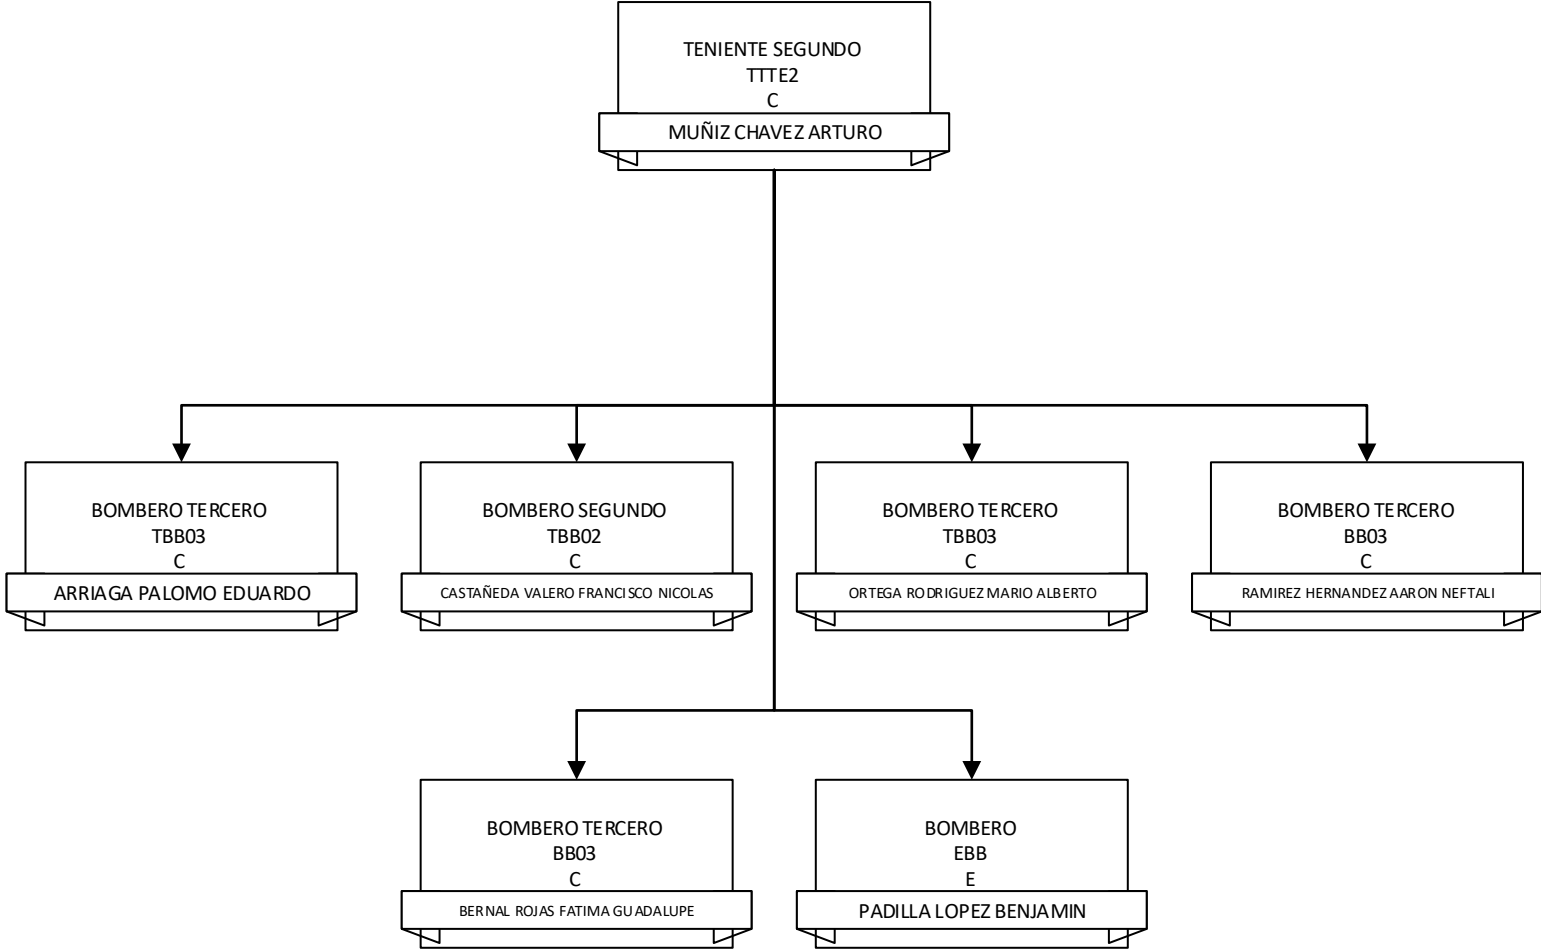 TENIENTE SEGUNDO
TTTE2
C
MUÑIZ CHAVEZ ARTURO
BOMBERO TERCERO
TBB03
C
ARRIAGA PALOMO EDUARDO
BOMBERO SEGUNDO
TBB02
C
CASTAÑEDA VALERO FRANCISCO NICOLAS
BOMBERO TERCERO
TBB03
C
ORTEGA RODRIGUEZ MARIO ALBERTO
BOMBERO TERCERO
BB03
C
RAMIREZ HERNANDEZ AARON NEFTALI
BOMBERO TERCERO
BB03
C
BERNAL ROJAS FATIMA GUADALUPE
BOMBERO
EBB
E
PADILLA LOPEZ BENJAMIN